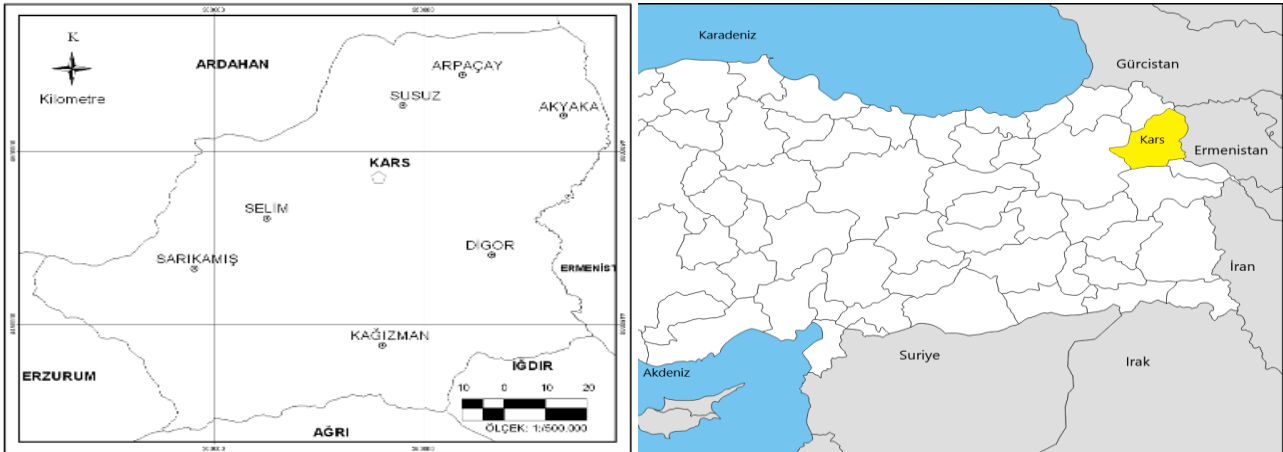 K
Kilometre
ARDAHAN
ARPAÇAY
SUSUZ
AKYAKA
KARS
SELİM
DİGOR
SARIKAMIŞ
ERMENİST
KAĞIZMAN
ERZURUM
IĞDIR
10 0 10 20
ÖLÇEK: 1:/500.000
AĞRI
Karadeniz
Gürcistan
Kars
Ermenistan
İran
Suriye
Irak
Akdeniz